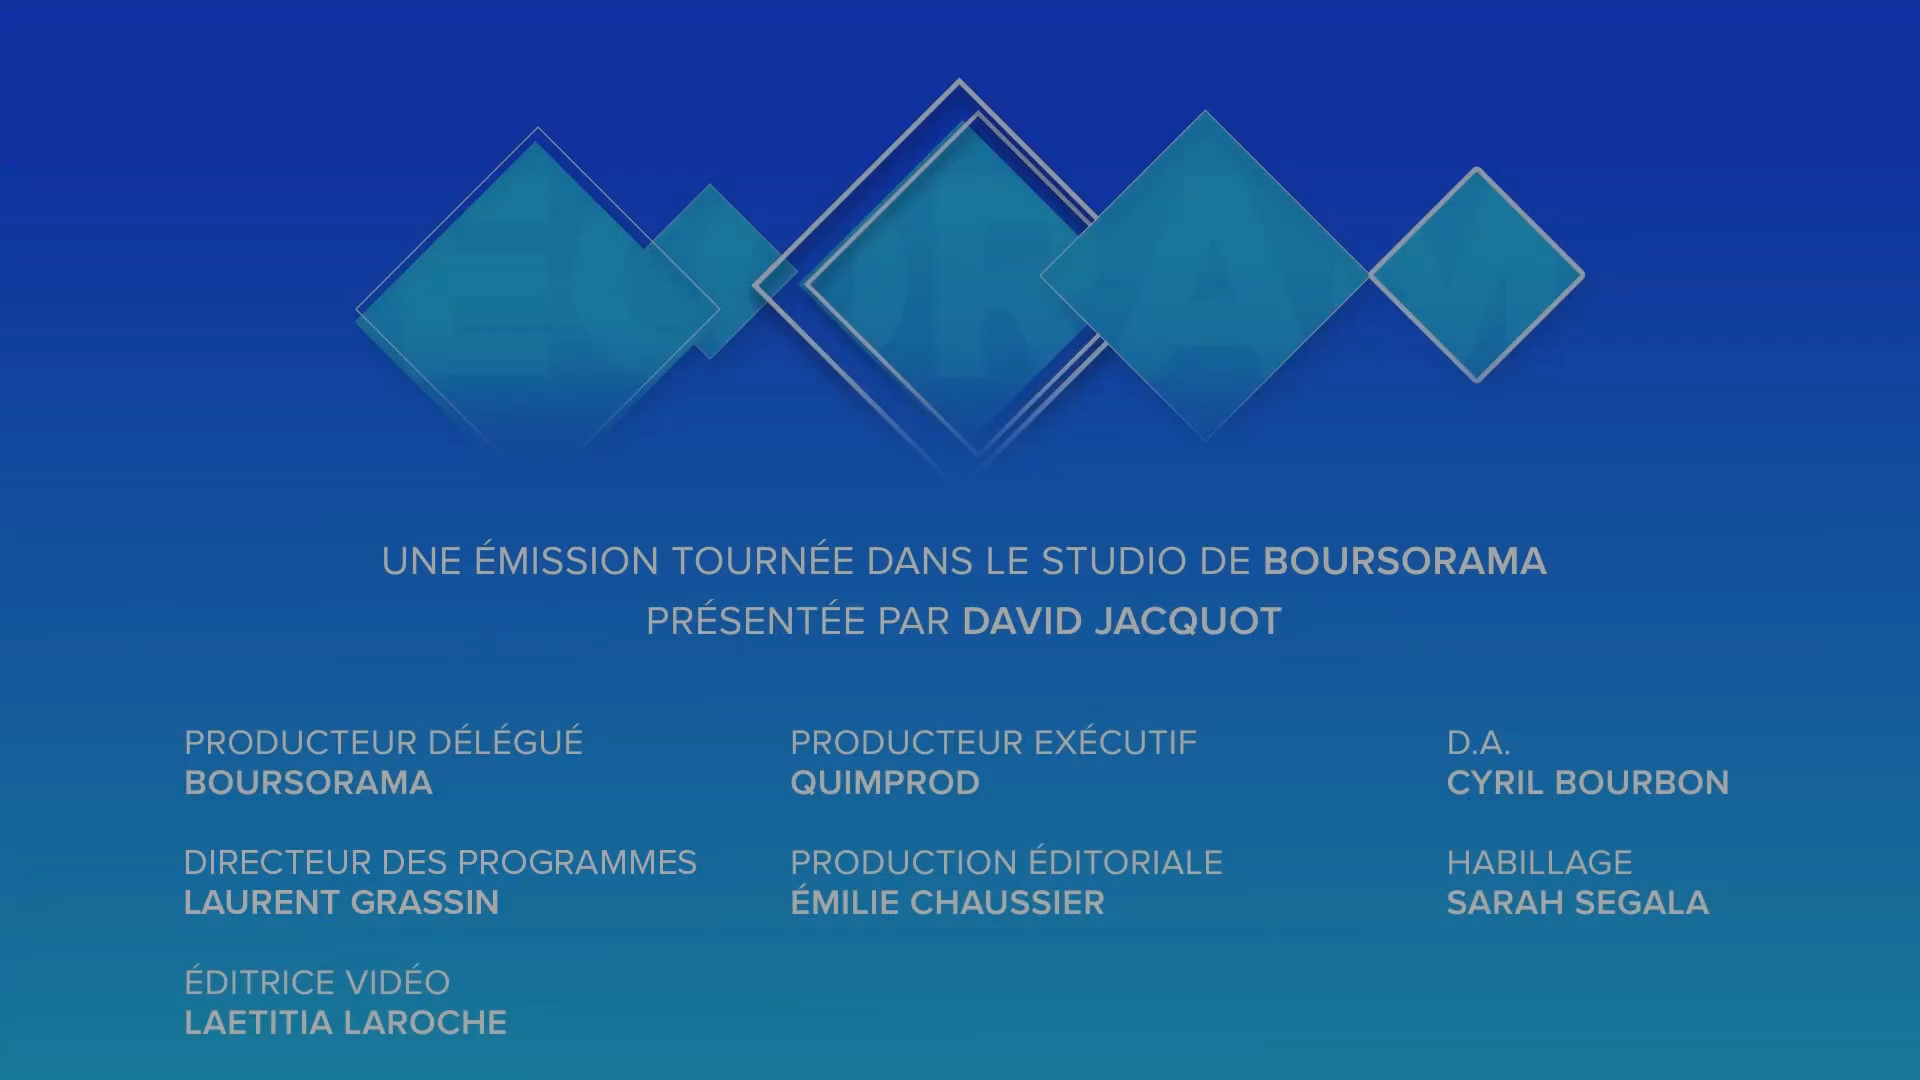 ECORAM
UNE ÉMISSION TOURNÉE DANS LE STUDIO DE BOURSORAMA
PRÉSENTÉE PAR DAVID JACQUOT
PRODUCTEUR DÉLÉGUÉ
BOURSORAMA
PRODUCTEUR EXÉCUTIF
QUIMPROD
D.A.
CYRIL BOURBON
DIRECTEUR DES PROGRAMMES
LAURENT GRASSIN
PRODUCTION ÉDITORIALE
ÉMILIE CHAUSSIER
HABILLAGE
SARAH SEGALA
ÉDITRICE VIDÉO
LAETITIA LAROCHE